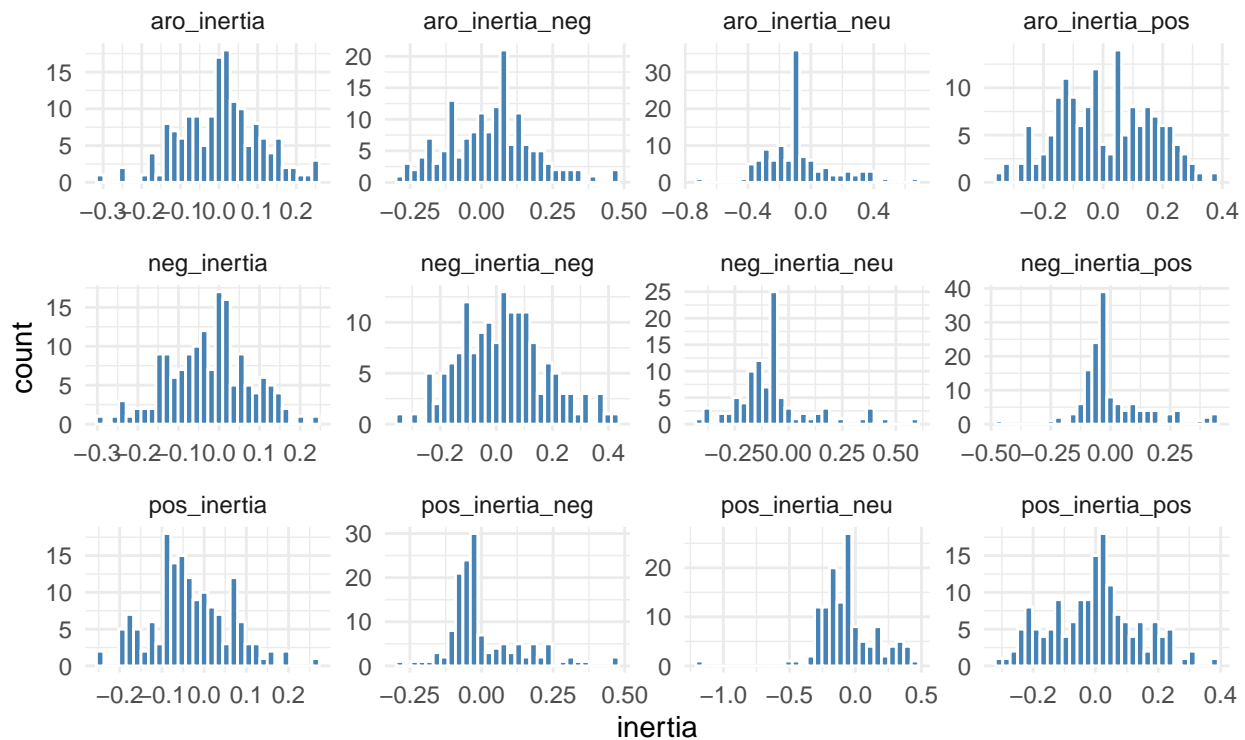 aro_inertia aro_inertia_neg aro_inertia_neu aro_inertia_pos
15 10 5 0
20 15 10 5 0
30 20 10 0
10 5 0
−0.3 −0.2 −0.1 0.0 0.1 0.2
−0.25 0.00 0.25 0.50
−0.8 −0.4 0.0 0.4
−0.2 0.0 0.2 0.4
neg_inertia neg_inertia_neg neg_inertia_neu neg_inertia_pos
15 10 5 0
10 5 0
25 20 15 10 5 0
40 30 20 10 0
−0.3 −0.2 −0.1 0.0 0.1 0.2
−0.2 0.0 0.2 0.4
−0.25 0.00 0.25 0.50
−0.50 −0.25 0.00 0.25
pos_inertia pos_inertia_neg pos_inertia_neu pos_inertia_pos
15 10 5 0
30 20 10 0
20 10 0
15 10 5 0
−0.2 −0.1 0.0 0.1 0.2
−0.25 0.00 0.25 0.50
−1.0 −0.5 0.0 0.5
−0.2 0.0 0.2 0.4
count
inertia